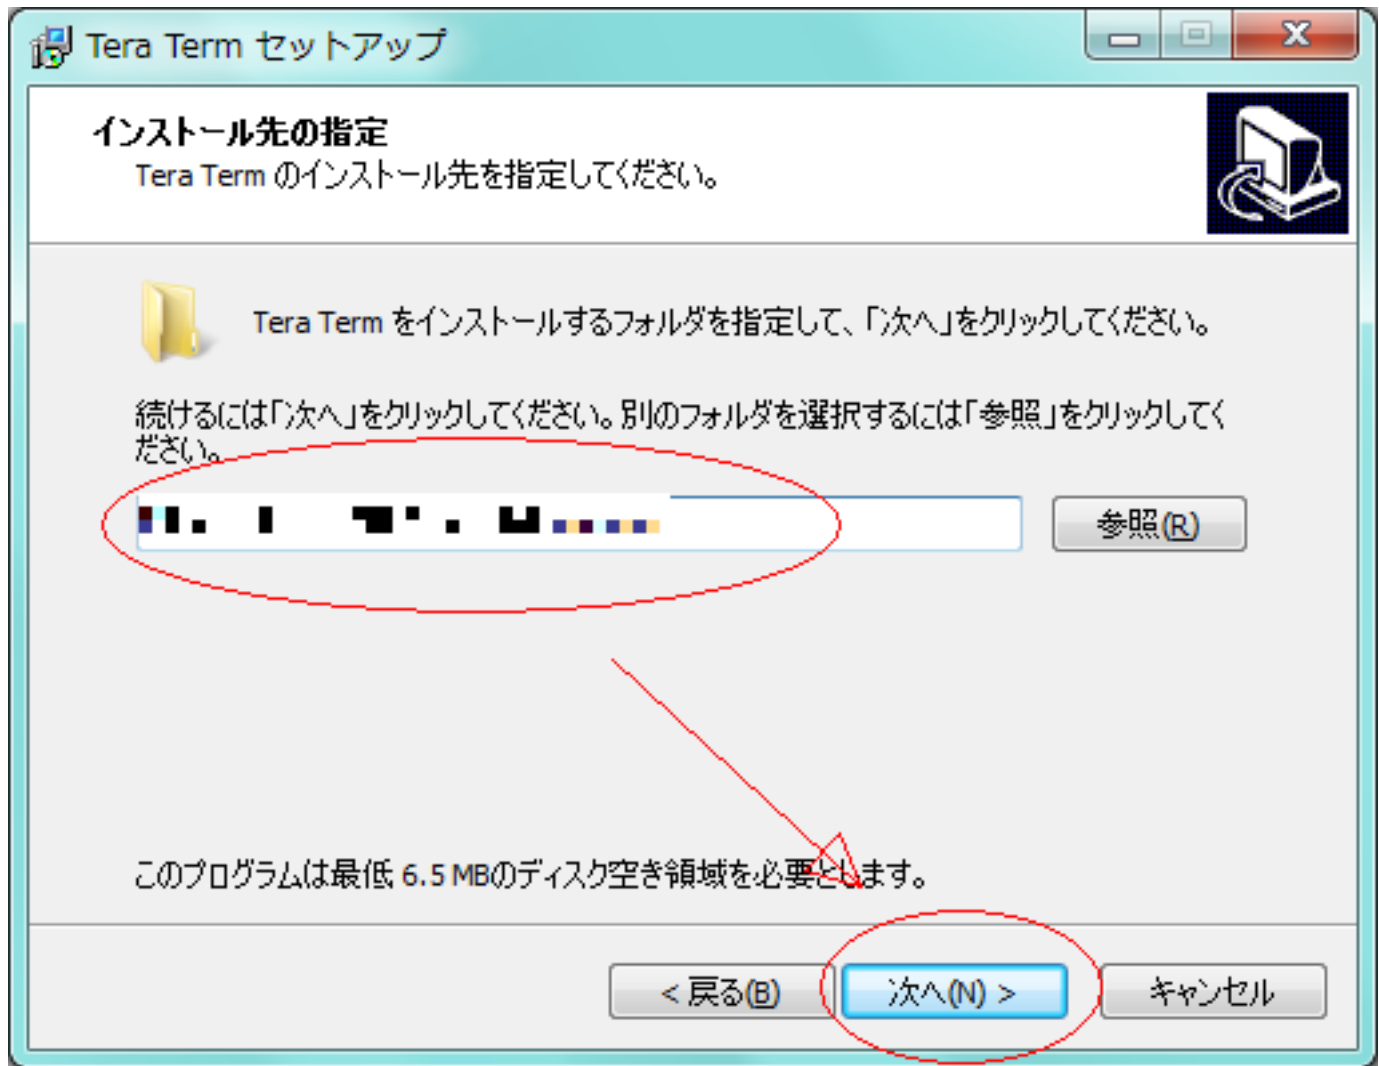 Tera Term セットアップ
インストール先の指定
Tera Term のインストール先を指定してください。
Tera Term をインストールするフォルダを指定して、「次へ」をクリックしてください。
続けるには「次へ」をクリックしてください。別のフォルダを選択するには「参照」をクリックしてく
ださい。
参照(R)
このプログラムは最低 6.5 MBのディスク空き領域を必要とします。
< 戻る(B)
次へ(N) >
キャンセル